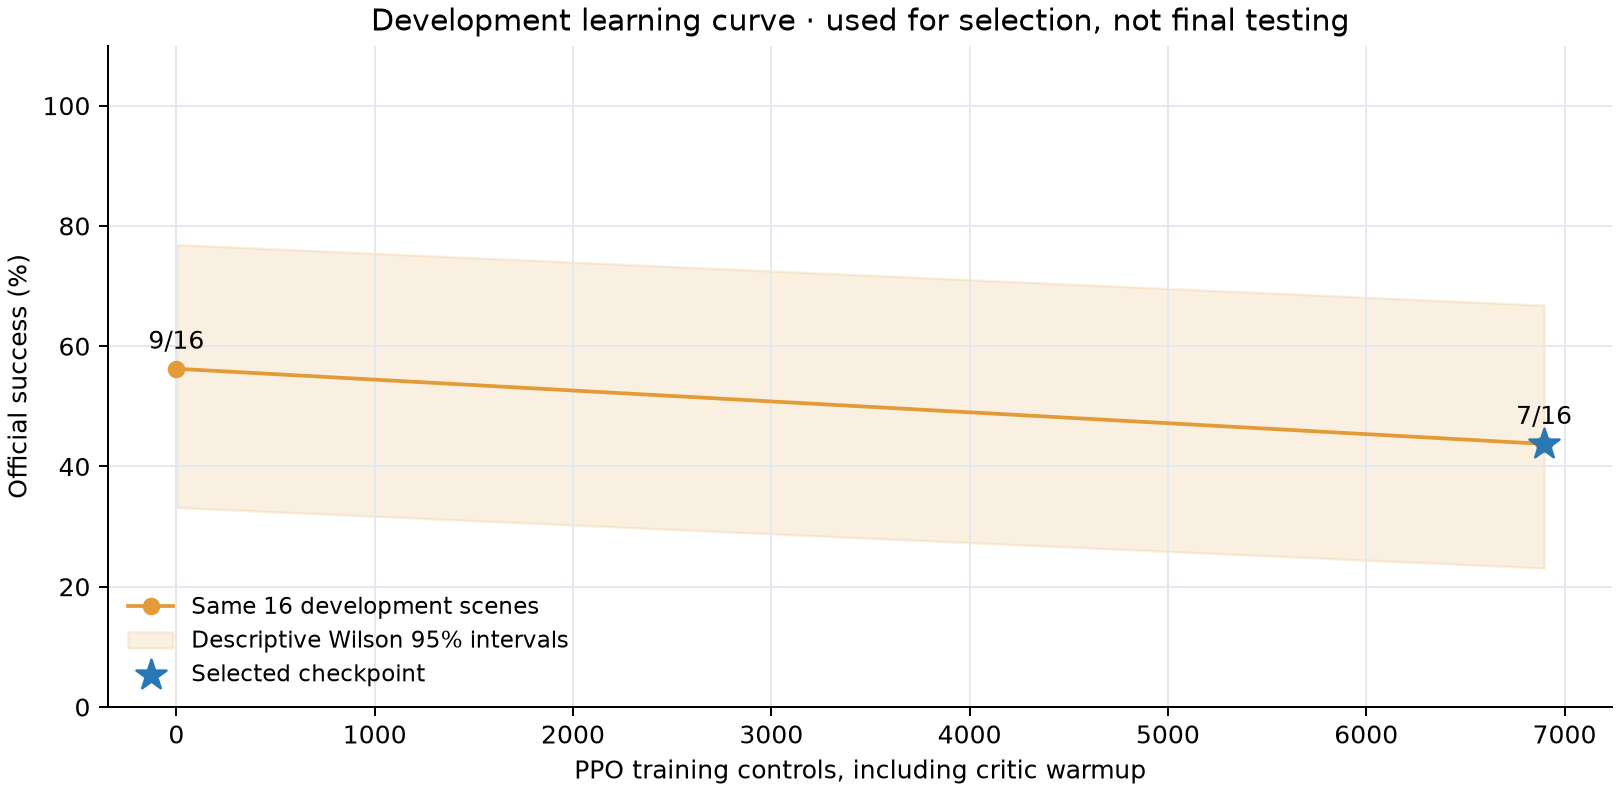 Development learning curve · used for selection, not final testing
Official success (%)
100
80
60
40
20
0
9/16
7/16
Same 16 development scenes
Descriptive Wilson 95% intervals
Selected checkpoint
0 1000 2000 3000 4000 5000 6000 7000
PPO training controls, including critic warmup